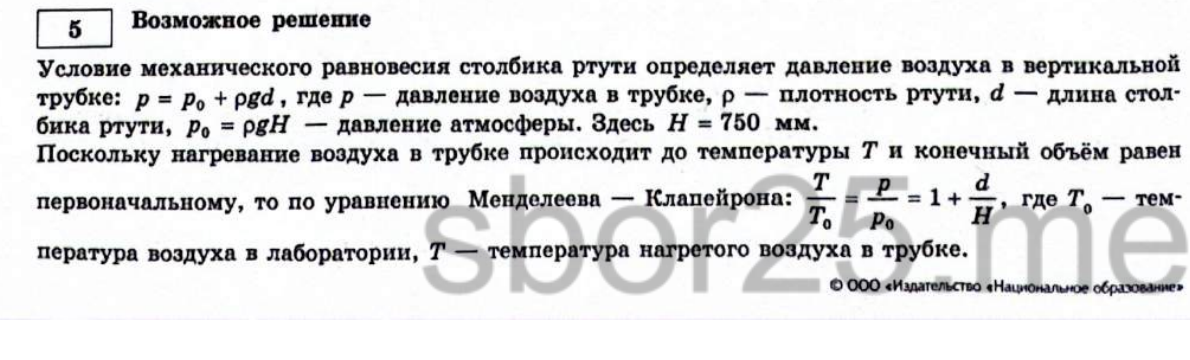 5 Возможное решение
Условие механического равновесия столбика ртути определяет давление воздуха в вертикальной
трубке: p = p₀ + ρgd, где p — давление воздуха в трубке, ρ — плотность ртути, d — длина стол-
бика ртути, p₀ = ρgH — давление атмосферы. Здесь H = 750 мм.
Поскольку нагревание воздуха в трубке происходит до температуры T и конечный объём равен
первоначальному, то по уравнению Менделеева — Клапейрона: T/T₀ = p/p₀ = 1 + d/H, где T₀ — тем-
пература воздуха в лаборатории, T — температура нагретого воздуха в трубке.
sbor25.me
© ООО «Издательство «Национальное образование»